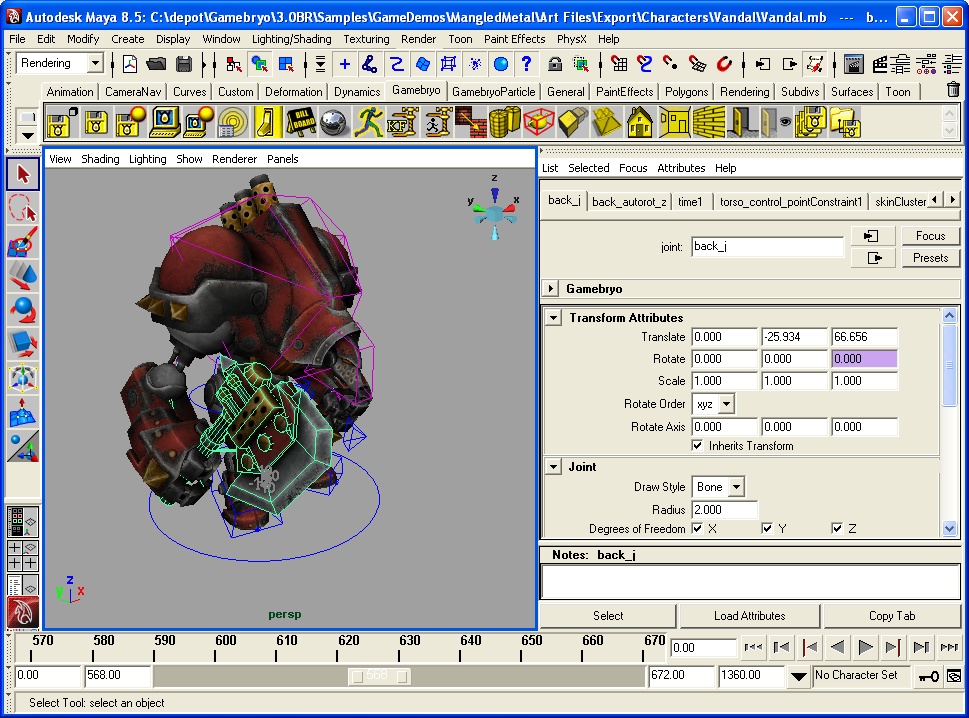 Autodesk Maya 8.5: C:\depot\Gamebryo\3.0BR\Samples\GameDemos\MangledMetal\Art Files\Export\Characters\Wandal\Vandal.mb --- b...
File Edit Modify Create Display Window Lighting/Shading Texturing Render Toon Paint Effects PhysX Help
Rendering
Animation CameraNav Curves Custom Deformation Dynamics Gamebryo GamebryoParticle General PaintEffects Polygons Rendering Subdivs Surfaces Toon
BILL BOARD
KF
View Shading Lighting Show Renderer Panels
List Selected Focus Attributes Help
back_j back_autorot_z time1 torso_control_pointConstraint1 skinCluster
z
y x
joint: back_j
Focus
Presets
Gamebryo
Transform Attributes
Translate 0.000 -25.934 66.656
Rotate 0.000 0.000 0.000
Scale 1.000 1.000 1.000
Rotate Order xyz
Rotate Axis 0.000 0.000 0.000
Inherits Transform
Joint
Draw Style Bone
Radius 2.000
Degrees of Freedom X Y Z
Notes: back_j
z
y x
persp
Select Load Attributes Copy Tab
570 580 590 600 610 620 630 640 650 660 670
0.00
0.00 568.00 568 672.00 1360.00 No Character Set
Select Tool: select an object